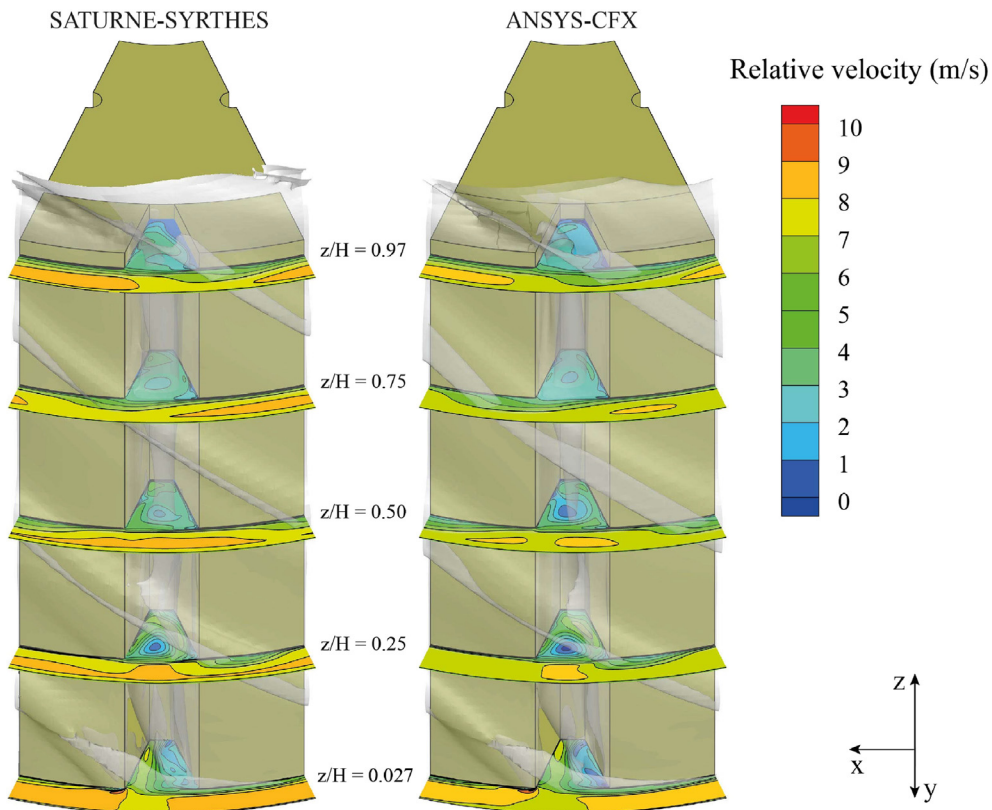 SATURNE-SYRTHES
ANSYS-CFX
Relative velocity (m/s)
10
9
8
7
6
5
4
3
2
1
0
z/H = 0.97
z/H = 0.75
z/H = 0.50
z/H = 0.25
z/H = 0.027
z
x
y